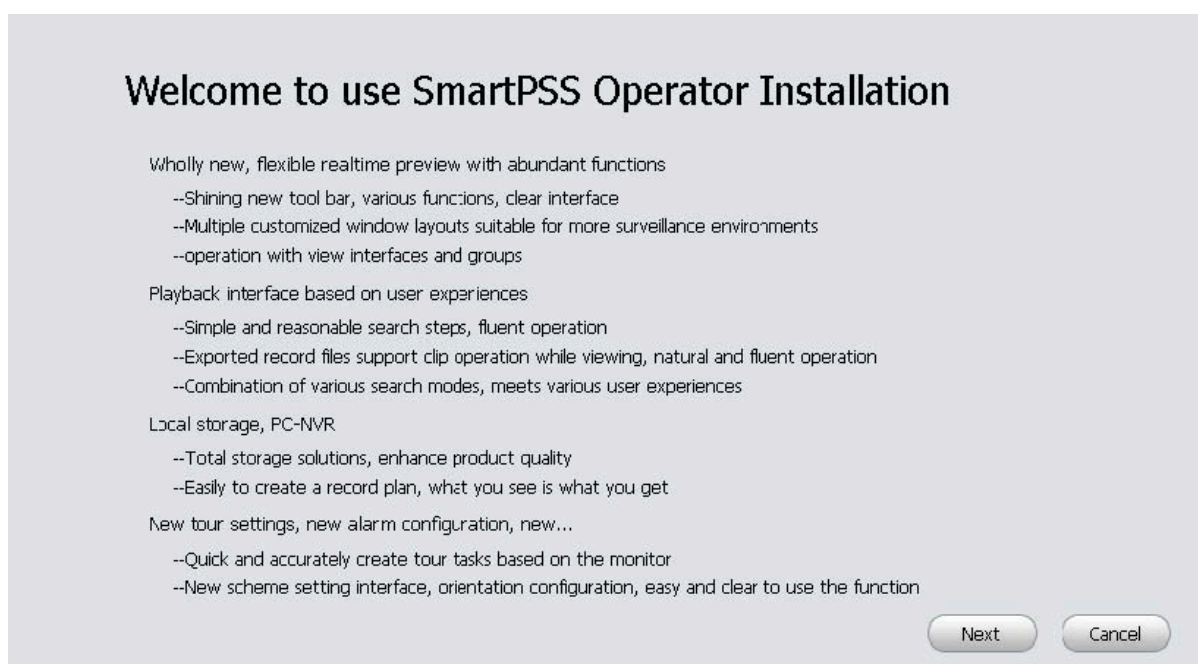 Welcome to use SmartPSS Operator Installation
Wholly new, flexible realtime preview with abundant functions
--Shining new tool bar, various functions, clear interface
--Multiple customized window layouts suitable for more surveillance environments
--operation with view interfaces and groups
Playback interface based on user experiences
--Simple and reasonable search steps, fluent operation
--Exported record files support clip operation while viewing, natural and fluent operation
--Combination of various search modes, meets various user experiences
Local storage, PC-NVR
--Total storage solutions, enhance product quality
--Easily to create a record plan, what you see is what you get
New tour settings, new alarm configuration, new...
--Quick and accurately create tour tasks based on the monitor
--New scheme setting interface, orientation configuration, easy and clear to use the function
Next Cancel